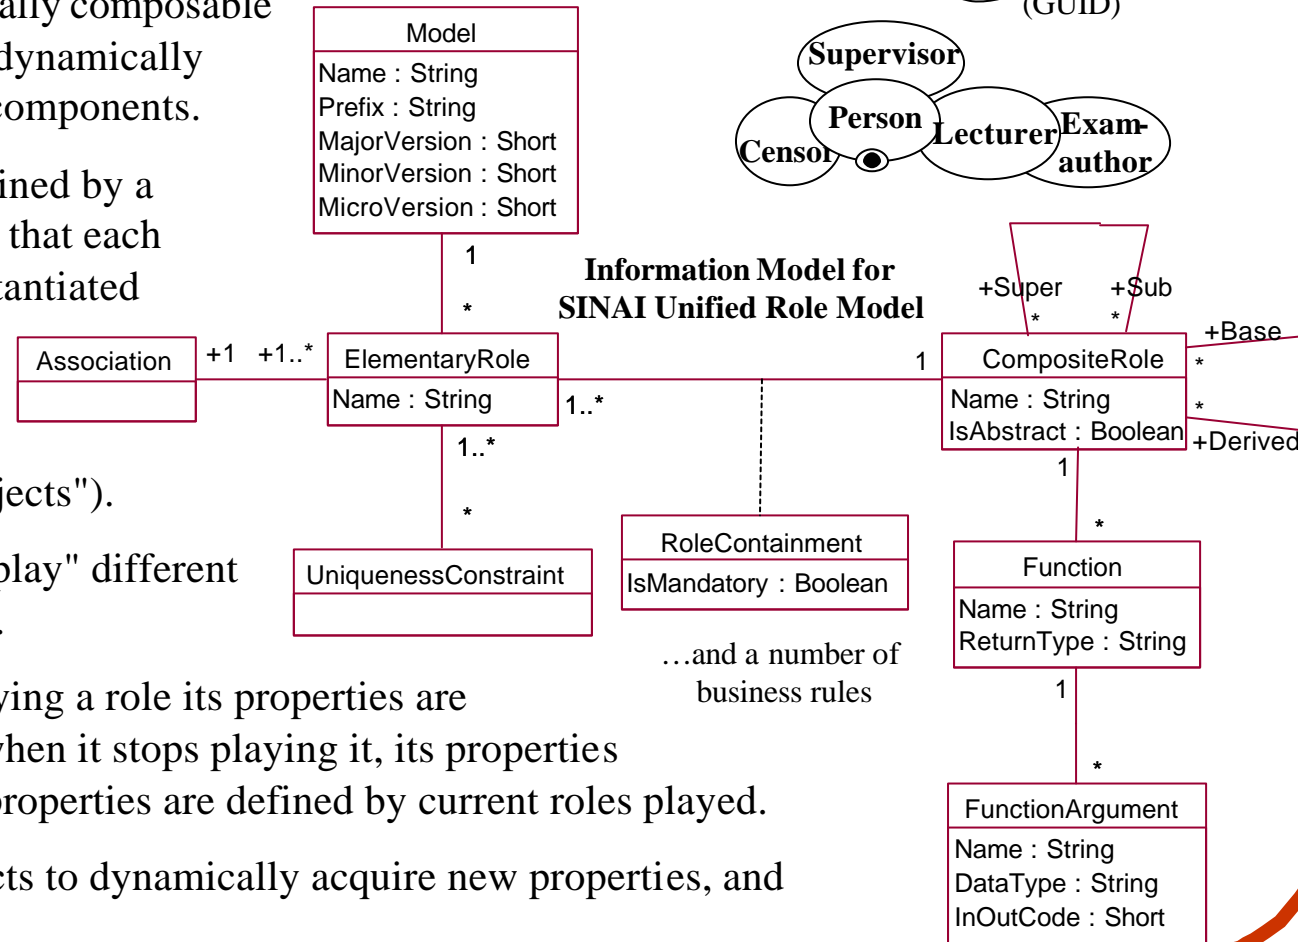 ally composable
dynamically
components.
ined by a
that each
tantiated
jects").
play" different
.
ying a role its properties are
when it stops playing it, its properties
properties are defined by current roles played.
cts to dynamically acquire new properties, and
(GUID)
Supervisor
Person
Censor
Lecturer
Exam-
author
Information Model for
SINAI Unified Role Model
Model
Name : String
Prefix : String
MajorVersion : Short
MinorVersion : Short
MicroVersion : Short
1
*
Association
+1 +1..*
ElementaryRole
Name : String
1..*
1
1..*
*
UniquenessConstraint
RoleContainment
IsMandatory : Boolean
…and a number of
business rules
+Super +Sub
* *
CompositeRole
Name : String
IsAbstract : Boolean
+Base
*
*
+Derived
1
*
Function
Name : String
ReturnType : String
1
*
FunctionArgument
Name : String
DataType : String
InOutCode : Short